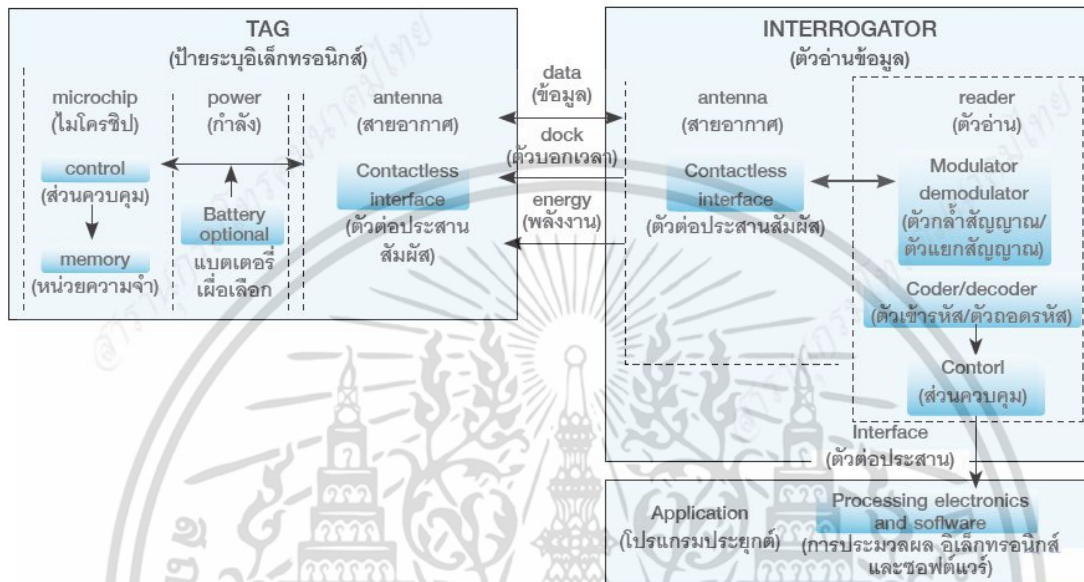 TAG
(ป้ายระบุอิเล็กทรอนิกส์)
microchip
(ไมโครชิป)
control
(ส่วนควบคุม)
memory
(หน่วยความจำ)
power
(กำลัง)
Battery
optional
แบตเตอรี่
เผื่อเลือก
antenna
(สายอากาศ)
Contactless
interface
(ตัวต่อประสาน
สัมผัส)
data
(ข้อมูล)
dock
(ตัวบอกเวลา)
energy
(พลังงาน)
INTERROGATOR
(ตัวอ่านข้อมูล)
antenna
(สายอากาศ)
Contactless
interface
(ตัวต่อประสานสัมผัส)
reader
(ตัวอ่าน)
Modulator
demodulator
(ตัวกล้ำสัญญาณ/
ตัวแยกสัญญาณ)
Coder/decoder
(ตัวเข้ารหัส/ตัวถอดรหัส)
Contorl
(ส่วนควบคุม)
Interface
(ตัวต่อประสาน)
Application
(โปรแกรมประยุกต์)
Processing electronics
and soflware
(การประมวลผล อิเล็กทรอนิกส์
และซอฟต์แวร์)